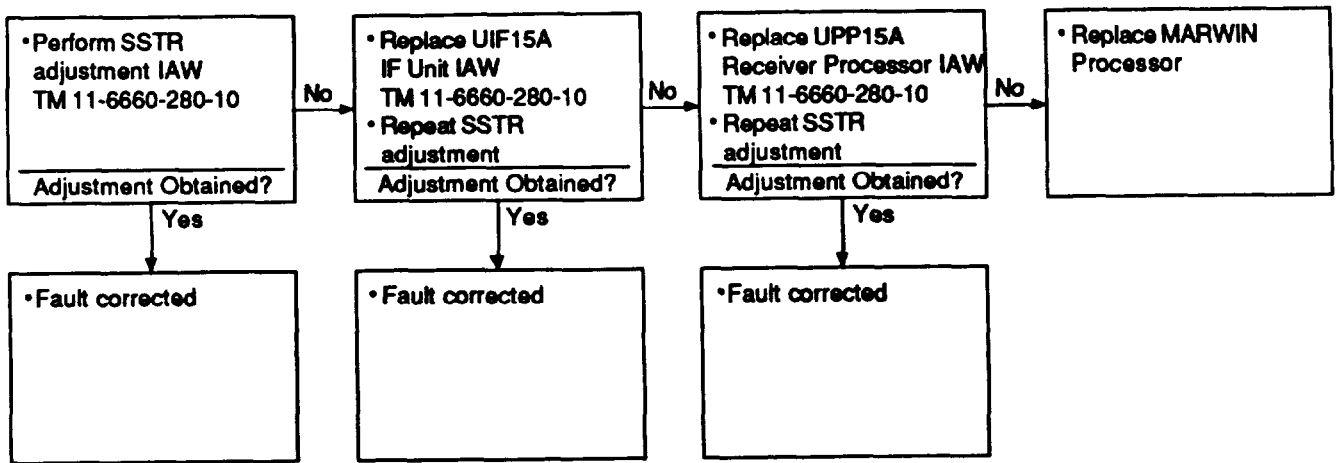 • Perform SSTR
adjustment IAW
TM 11-6660-280-10
Adjustment Obtained?
No
Yes
• Fault corrected
• Replace UIF15A
IF Unit IAW
TM 11-6660-280-10
• Repeat SSTR
adjustment
Adjustment Obtained?
No
Yes
• Fault corrected
• Replace UPP15A
Receiver Processor IAW
TM 11-6660-280-10
• Repeat SSTR
adjustment
Adjustment Obtained?
No
Yes
• Fault corrected
• Replace MARWIN
Processor